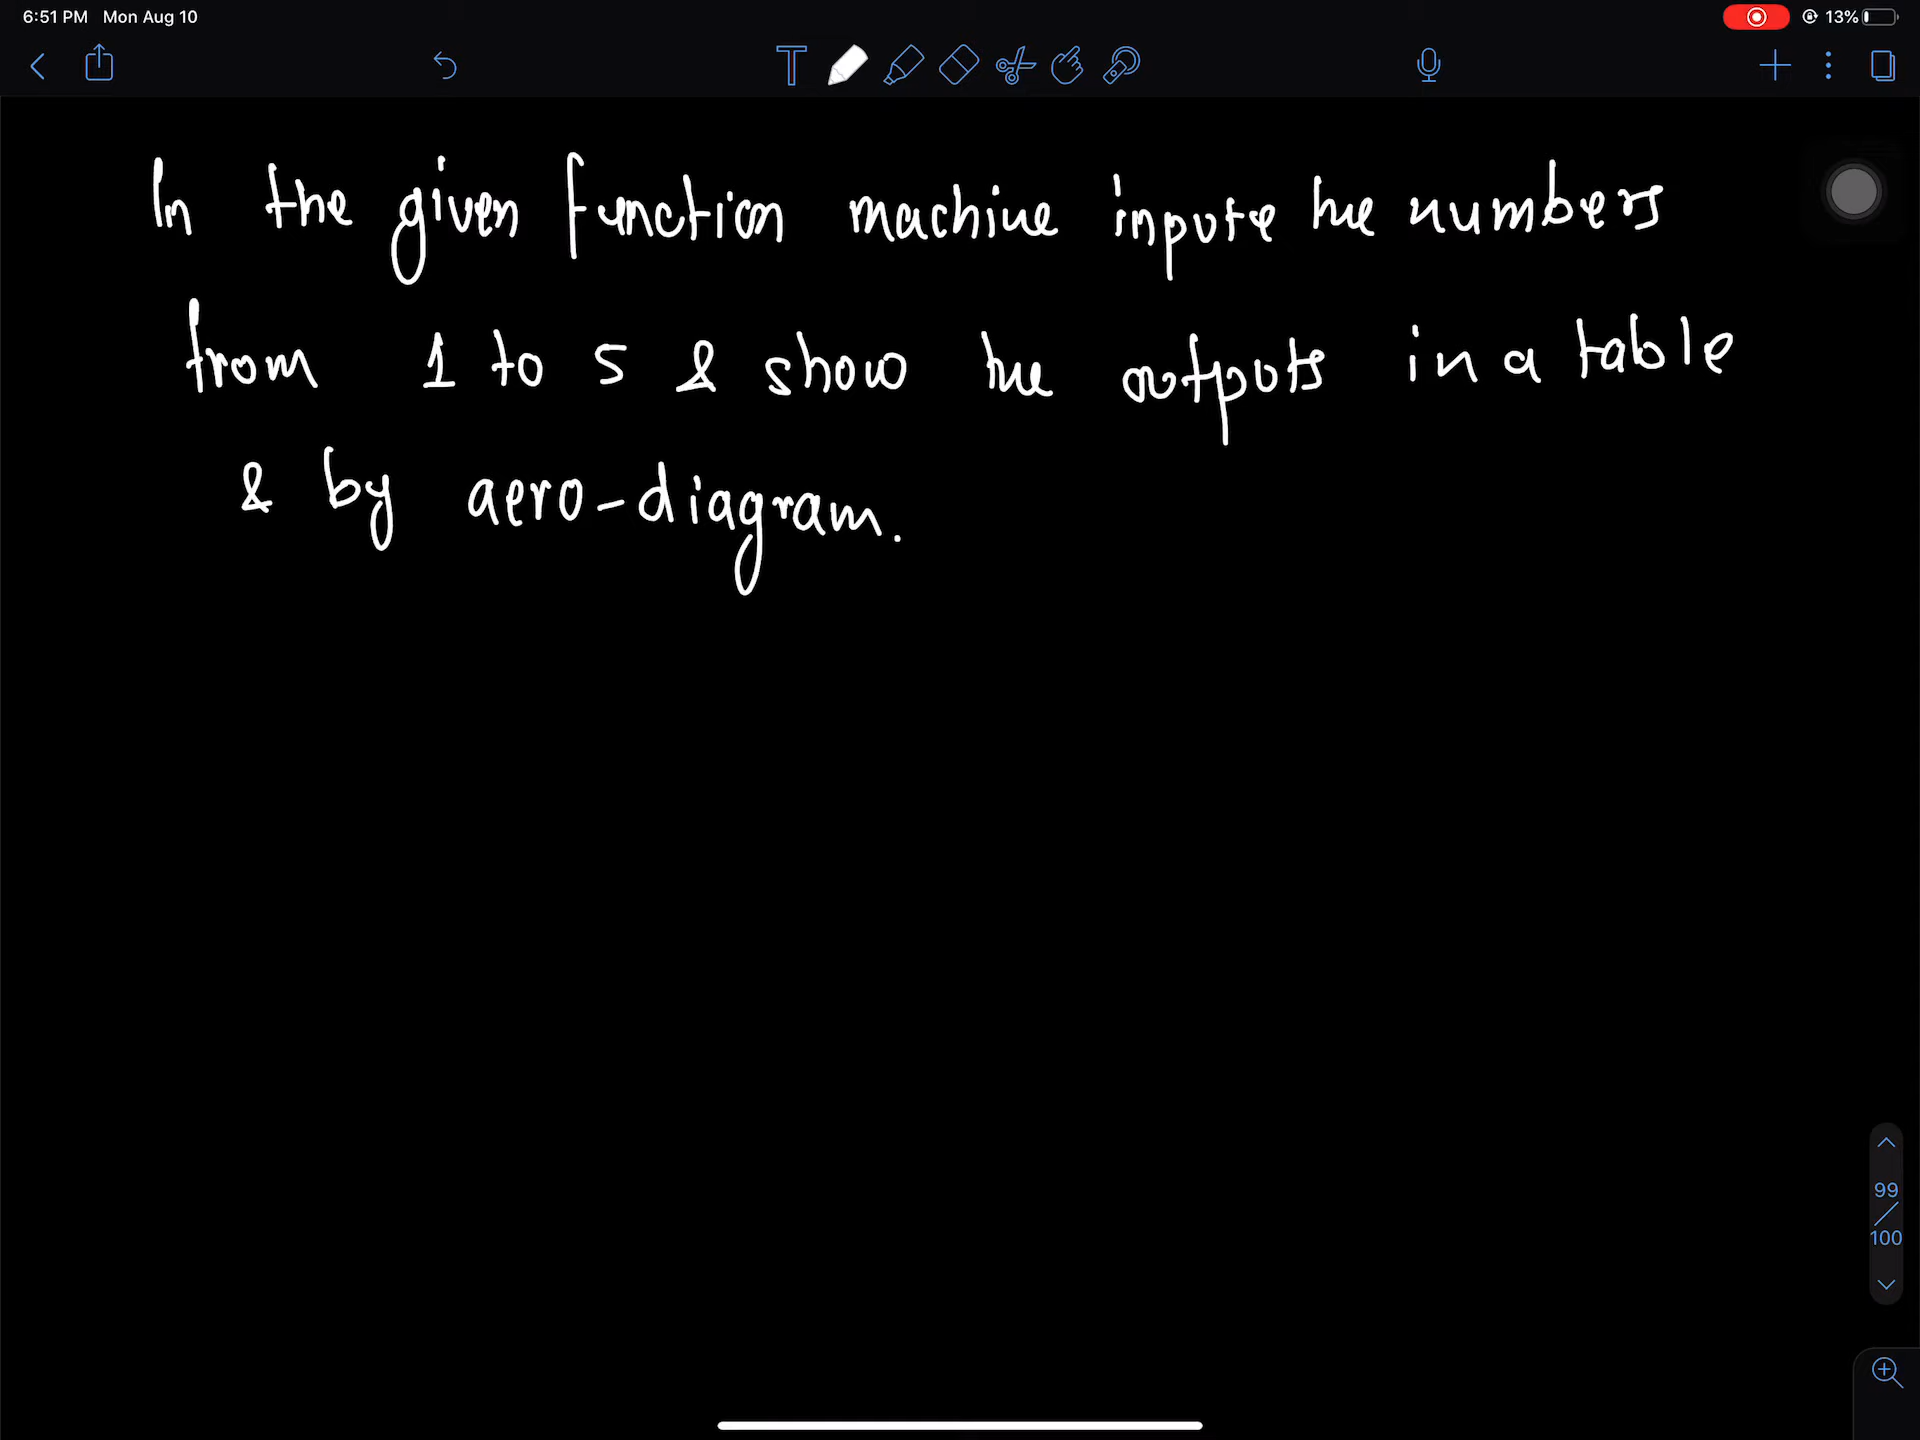 6:51 PM Mon Aug 10
13%
In the given function machine inpute the numbers
from 1 to 5 & show the outputs in a table
& by aero-diagram.
99
100